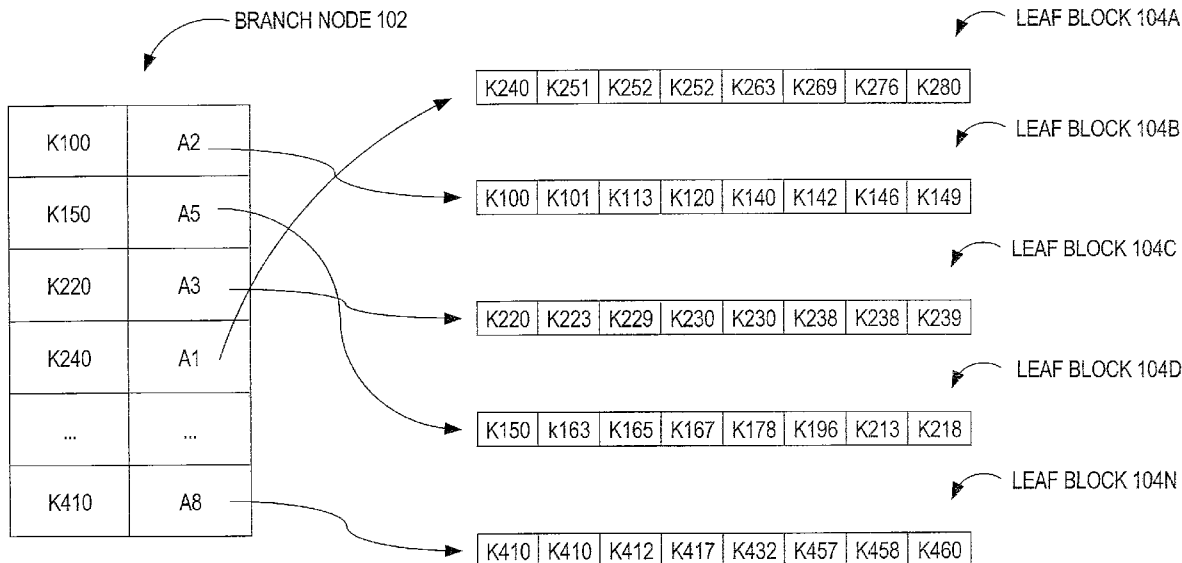 BRANCH NODE 102
K100 A2
K150 A5
K220 A3
K240 A1
... ...
K410 A8
LEAF BLOCK 104A
K240 K251 K252 K252 K263 K269 K276 K280
LEAF BLOCK 104B
K100 K101 K113 K120 K140 K142 K146 K149
LEAF BLOCK 104C
K220 K223 K229 K230 K230 K238 K238 K239
LEAF BLOCK 104D
K150 k163 K165 K167 K178 K196 K213 K218
LEAF BLOCK 104N
K410 K410 K412 K417 K432 K457 K458 K460